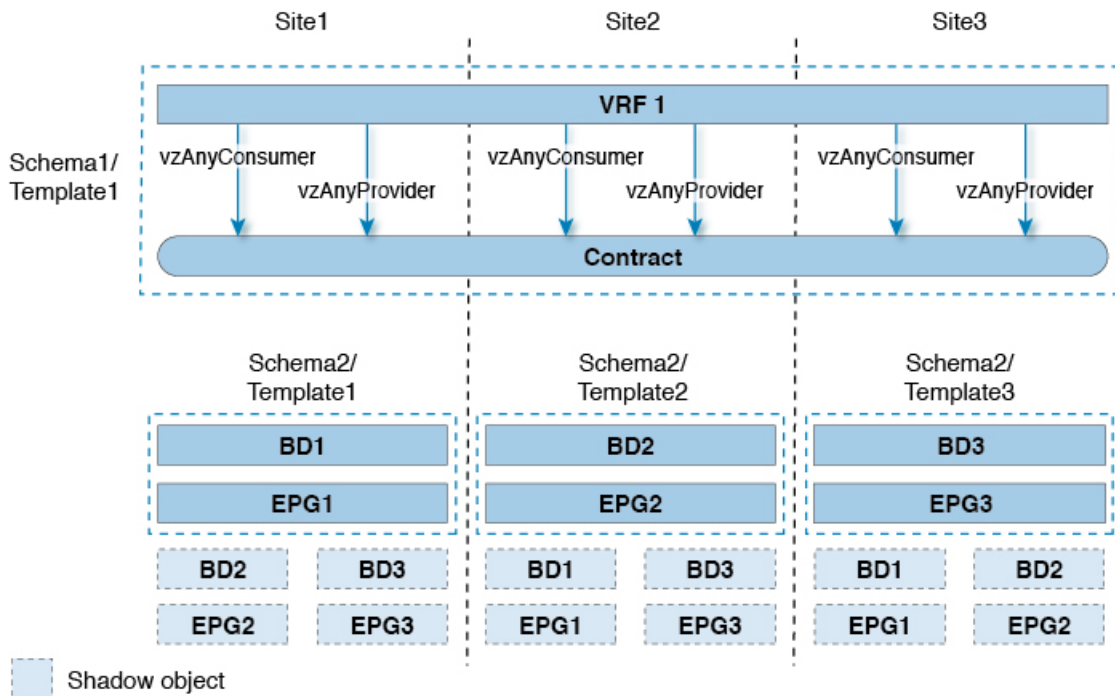 Site1
Site2
Site3
VRF 1
Schema1/
Template1
vzAnyConsumer
vzAnyProvider
vzAnyConsumer
vzAnyProvider
vzAnyConsumer
vzAnyProvider
Contract
Schema2/
Template1
Schema2/
Template2
Schema2/
Template3
BD1
BD2
BD3
EPG1
EPG2
EPG3
BD2
BD3
BD1
BD3
BD1
BD2
EPG2
EPG3
EPG1
EPG3
EPG1
EPG2
Shadow object